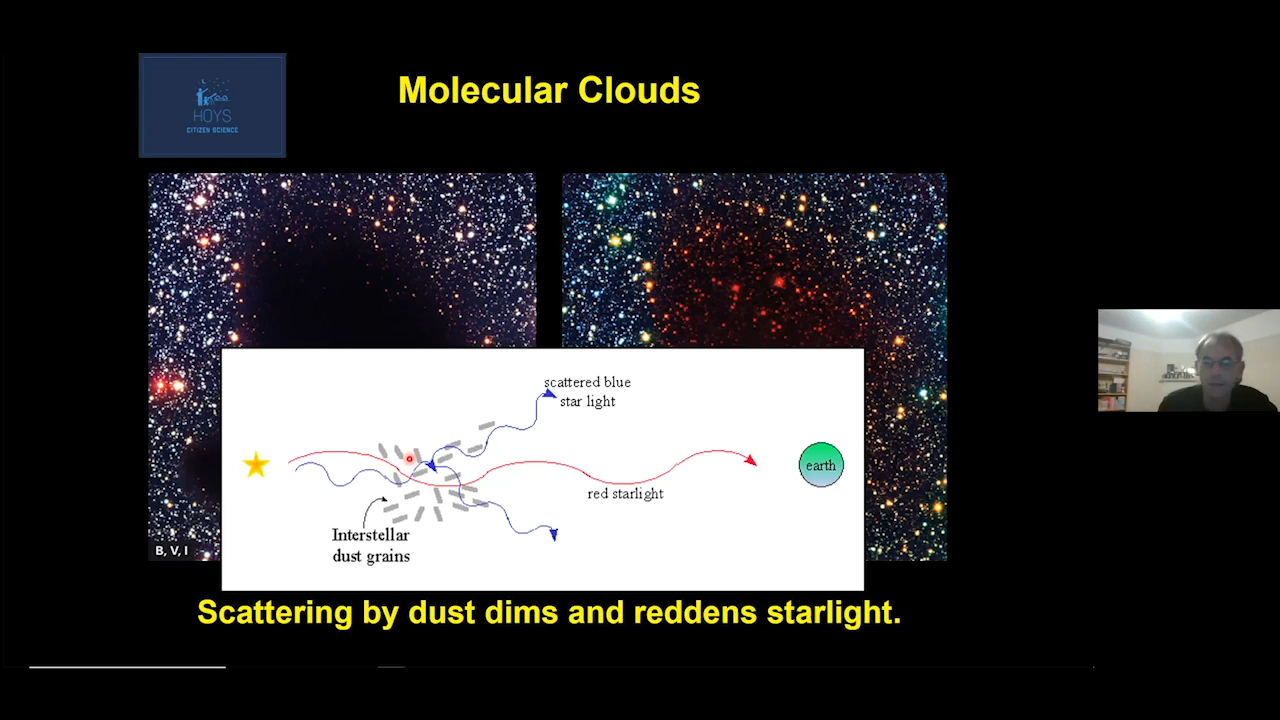 Molecular Clouds
HOYS
CITIZEN SCIENCE
scattered blue
star light
earth
red starlight
Interstellar
dust grains
B, V, I
Scattering by dust dims and reddens starlight.